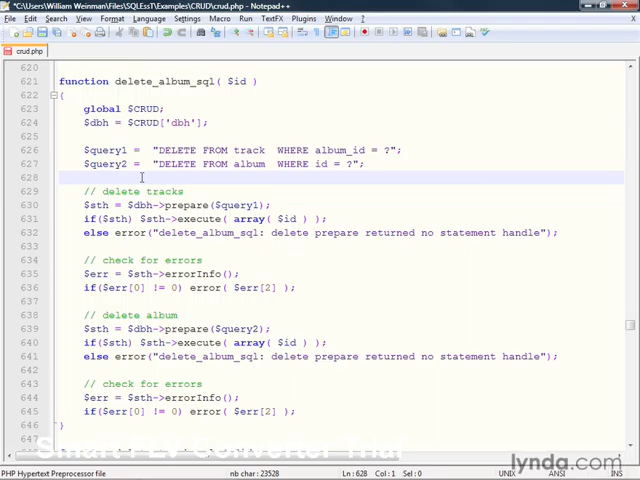 *C:\Users\William Weinman\Files\SQLEssT\Examples\CRUD\crud.php - Notepad++
File Edit Search View Format Language Settings Macro Run TextFX Plugins Window ?
crud.php
620
621 function delete_album_sql( $id )
622 {
623 global $CRUD;
624 $dbh = $CRUD['dbh'];
625
626 $query1 = "DELETE FROM track WHERE album_id = ?";
627 $query2 = "DELETE FROM album WHERE id = ?";
628
629 // delete tracks
630 $sth = $dbh->prepare($query1);
631 if($sth) $sth->execute( array( $id ) );
632 else error("delete_album_sql: delete prepare returned no statement handle");
633
634 // check for errors
635 $err = $sth->errorInfo();
636 if($err[0] != 0) error( $err[2] );
637
638 // delete album
639 $sth = $dbh->prepare($query2);
640 if($sth) $sth->execute( array( $id ) );
641 else error("delete_album_sql: delete prepare returned no statement handle");
642
643 // check for errors
644 $err = $sth->errorInfo();
645 if($err[0] != 0) error( $err[2] );
646 }
Smart FLV Converter Trial
lynda.com
PHP Hypertext Preprocessor file nb char : 23528 Ln : 628 Col : 1 Sel : 0